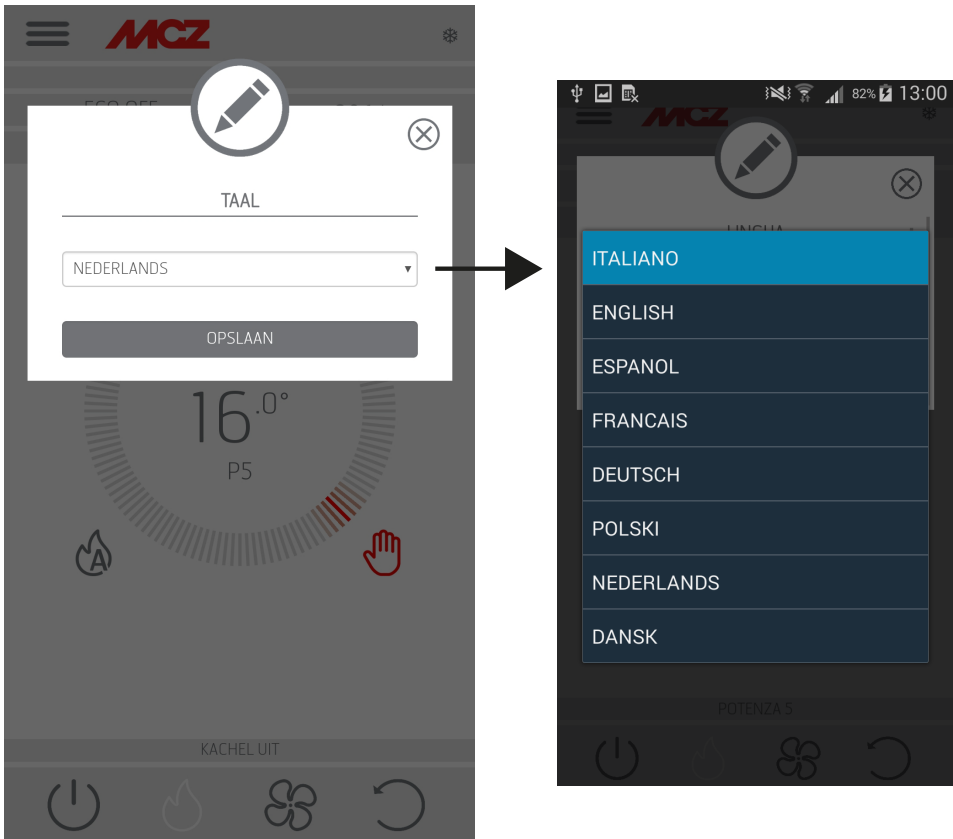 MCZ
ECO OFF
TAAL
NEDERLANDS
OPSLAAN
16.0°
P5
A
KACHEL UIT
82% 13:00
MCZ
LINGUA
ITALIANO
ENGLISH
ESPANOL
FRANCAIS
DEUTSCH
POLSKI
NEDERLANDS
DANSK
POTENZA 5